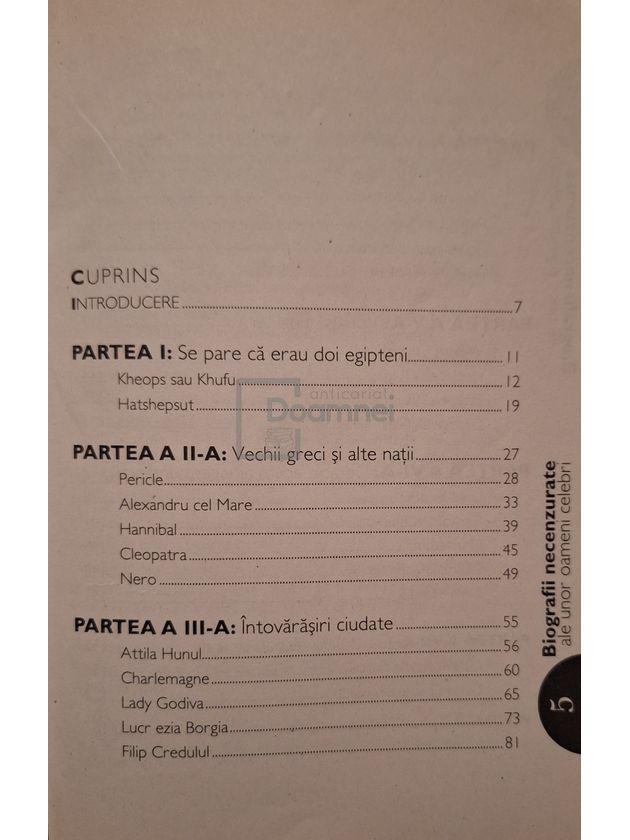 CUPRINS
INTRODUCERE 7
PARTEA I: Se pare că erau doi egipteni 11
Kheops sau Khufu 12
Hatshepsut 19
anticariat
Doamnei
PARTEA A II-A: Vechii greci şi alte naţii 27
Pericle 28
Alexandru cel Mare 33
Hannibal 39
Cleopatra 45
Nero 49
PARTEA A III-A: Întovărăşiri ciudate 55
Attila Hunul 56
Charlemagne 60
Lady Godiva 65
Lucr ezia Borgia 73
Filip Credulul 81
Biografii necenzurate
ale unor oameni celebri
5